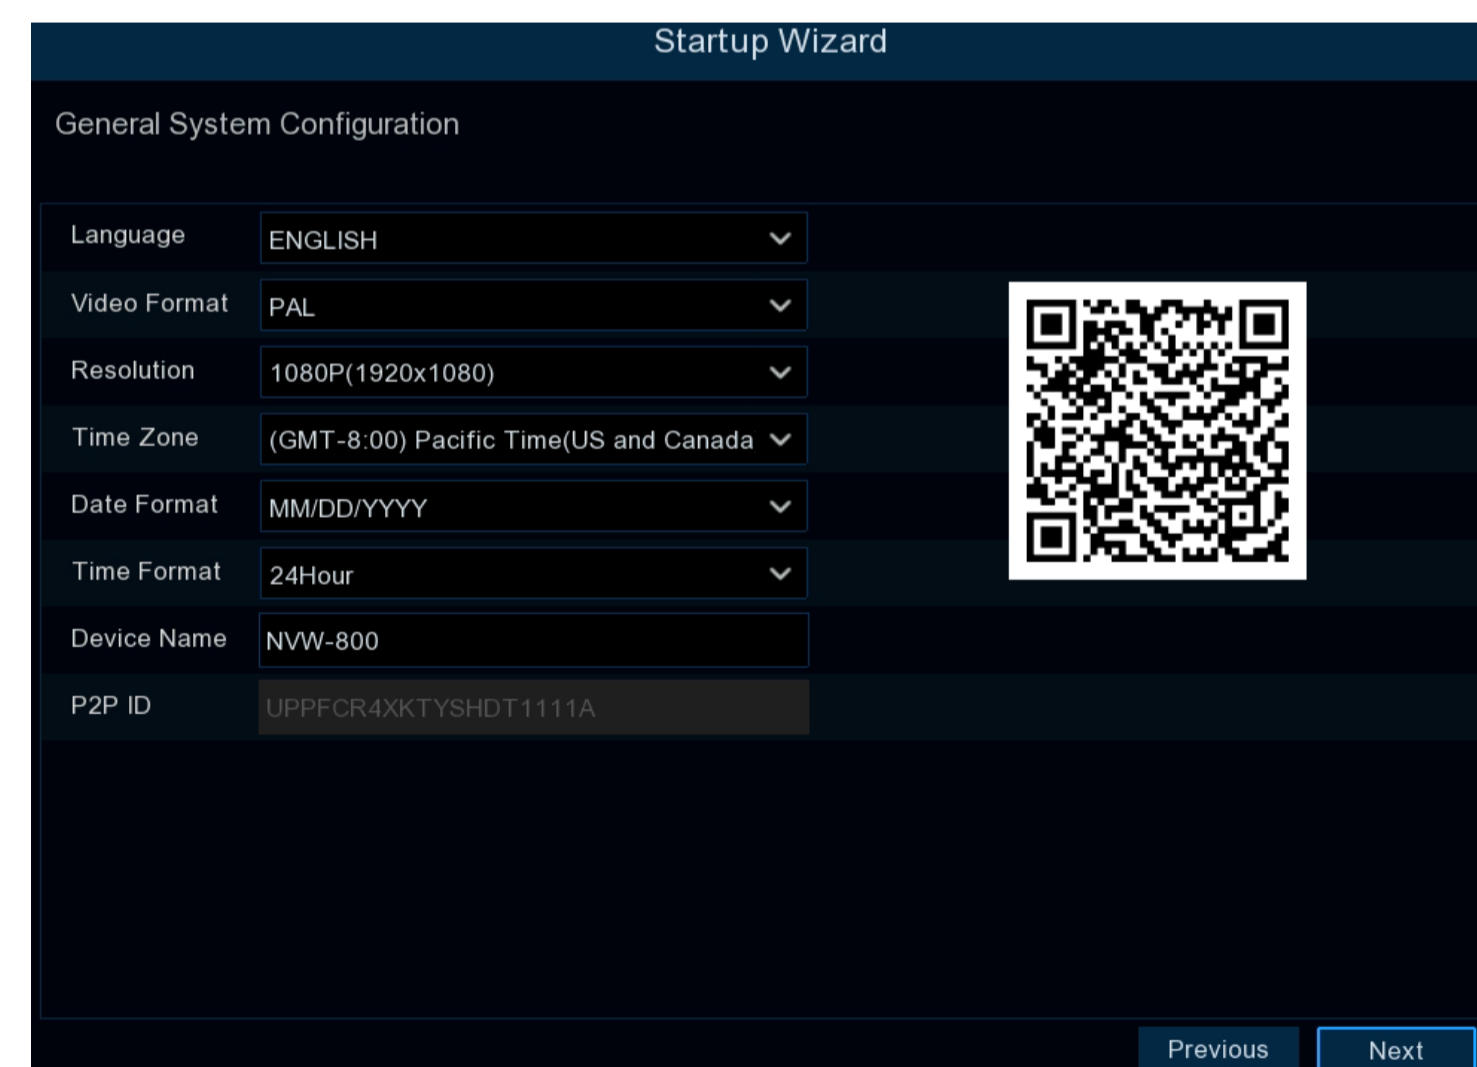 Startup Wizard
General System Configuration
Language ENGLISH
Video Format PAL
Resolution 1080P(1920x1080)
Time Zone (GMT-8:00) Pacific Time(US and Canada
Date Format MM/DD/YYYY
Time Format 24Hour
Device Name NVW-800
P2P ID UPPFCR4XKTYSHDT1111A
Previous Next